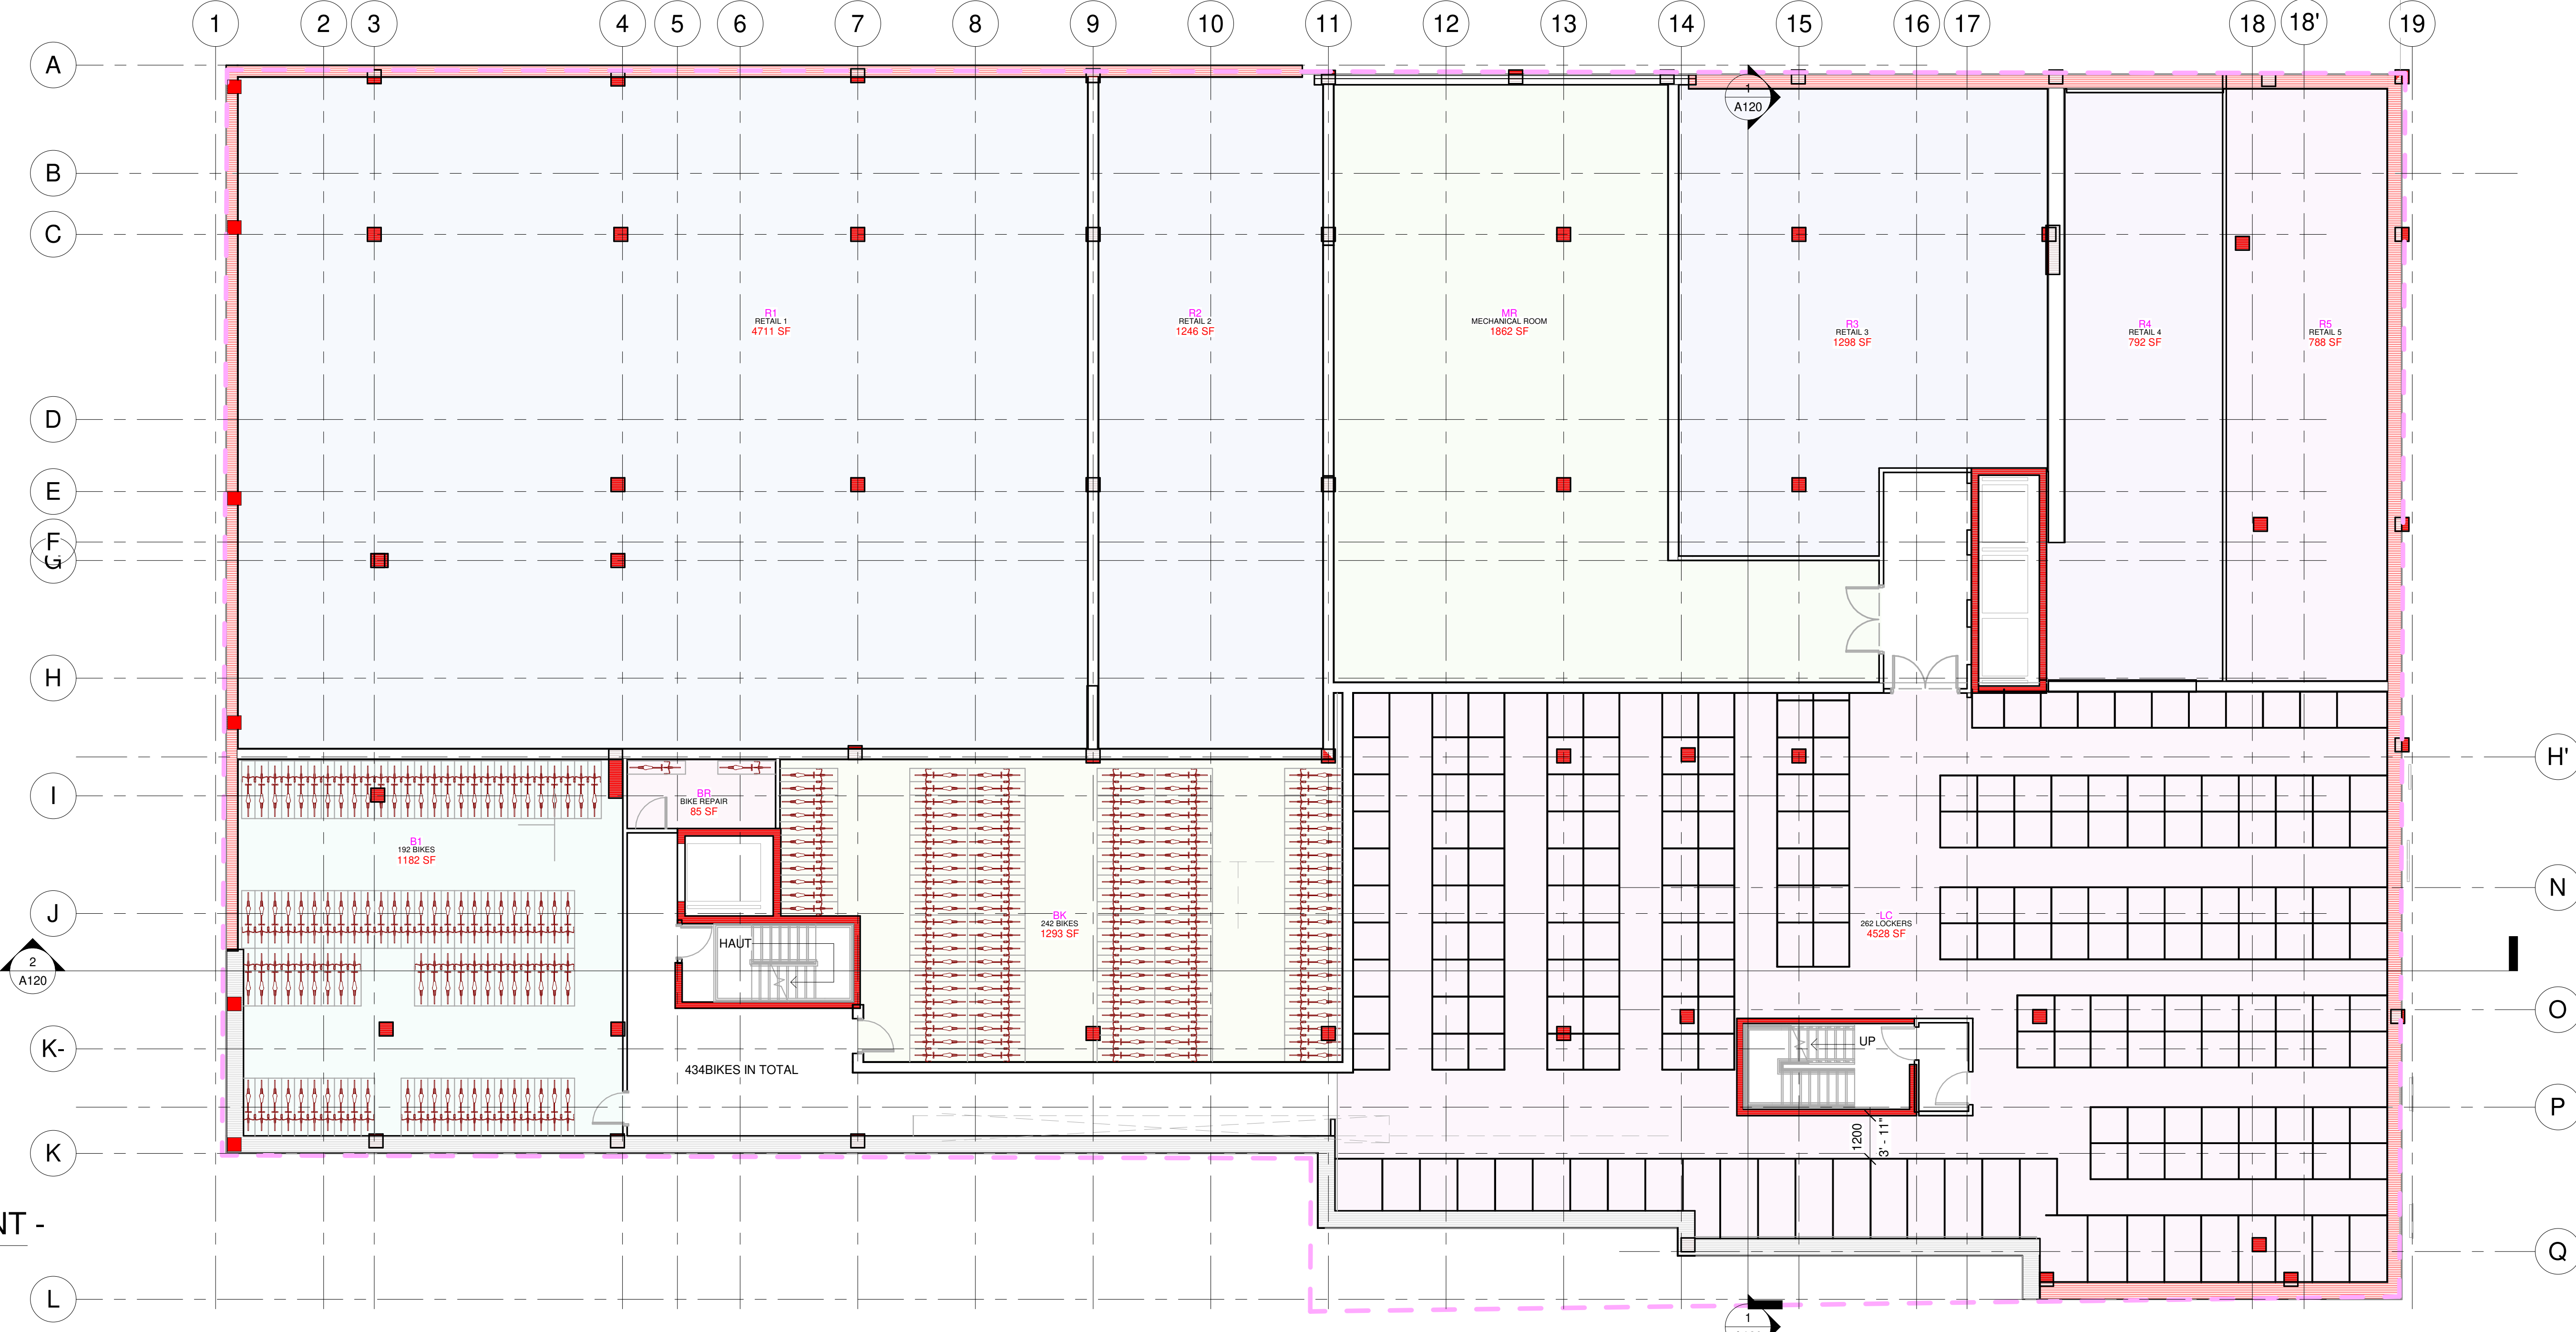 1 2 3 4 5 6 7 8 9 10 11 12 13 14 15 16 17 18 18' 19
A
1
A120
B
C
R1
RETAIL 1
4711 SF
R2
RETAIL 2
1246 SF
MR
MECHANICAL ROOM
1862 SF
R3
RETAIL 3
1298 SF
R4
RETAIL 4
792 SF
R5
RETAIL 5
788 SF
D
E
F
G
H
H'
I
BR
BIKE REPAIR
85 SF
B1
192 BIKES
1182 SF
N
J
BK
242 BIKES
1293 SF
LC
262 LOCKERS
4528 SF
HAUT
2
A120
O
UP
K-
434BIKES IN TOTAL
P
1200
3' - 11"
K
NT -
Q
L
1